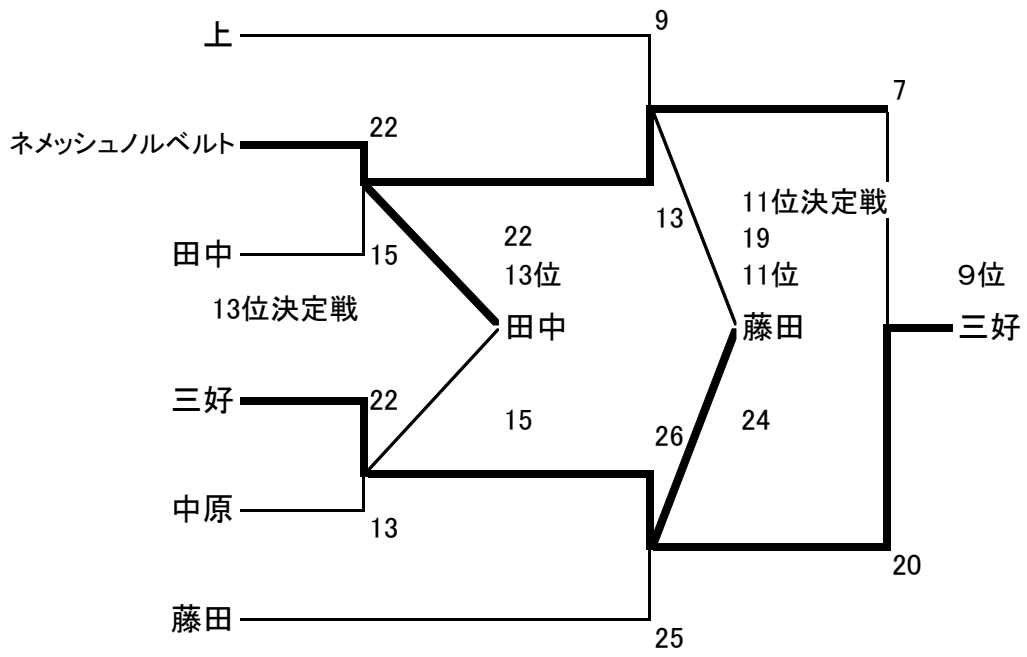 上
9
7
ネメッシュノルベルト
22
13
11位決定戦
19
11位
田中
15
22
13位
9位
13位決定戦
田中
藤田
三好
三好
22
15
26
24
中原
13
20
藤田
25